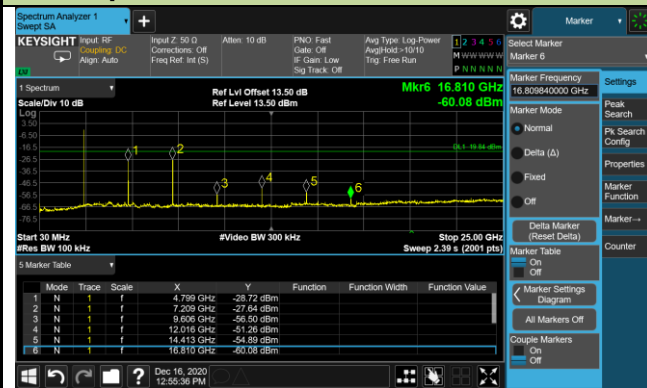 Spectrum Analyzer 1
Swept SA
Marker
KEYSIGHT
Input: RF
Coupling: DC
Align: Auto
Input Z: 50 Ω
Corrections: Off
Freq Ref: Int (S)
Atten: 10 dB
PNO: Fast
Gate: Off
IF Gain: Low
Sig Track: Off
Avg Type: Log-Power
Avg|Hold:>10/10
Trig: Free Run
1 2 3 4 5 6
M W W W W W
P N N N N N
Select Marker
Marker 6
1 Spectrum
Scale/Div 10 dB
Ref Lvl Offset 13.50 dB
Ref Level 13.50 dBm
Mkr6 16.810 GHz
-60.08 dBm
Log
3.50
-6.50
-16.5
-26.5
-36.5
-46.5
-56.5
-66.5
-76.5
DL1 -19.84 dBm
1
2
3
4
5
6
Start 30 MHz
#Res BW 100 kHz
#Video BW 300 kHz
Stop 25.00 GHz
Sweep 2.39 s (2001 pts)
5 Marker Table
Mode Trace Scale X Y Function Function Width Function Value
1 N 1 f 4.799 GHz -28.72 dBm
2 N 1 f 7.209 GHz -27.64 dBm
3 N 1 f 9.606 GHz -56.50 dBm
4 N 1 f 12.016 GHz -51.26 dBm
5 N 1 f 14.413 GHz -54.89 dBm
6 N 1 f 16.810 GHz -60.08 dBm
Marker Frequency
16.809840000 GHz
Marker Mode
Normal
Delta (Δ)
Fixed
Off
Delta Marker
(Reset Delta)
Marker Table
On
Off
Marker Settings
Diagram
All Markers Off
Couple Markers
On
Off
Settings
Peak
Search
Pk Search
Config
Properties
Marker
Function
Marker→
Counter
Dec 16, 2020
12:55:36 PM